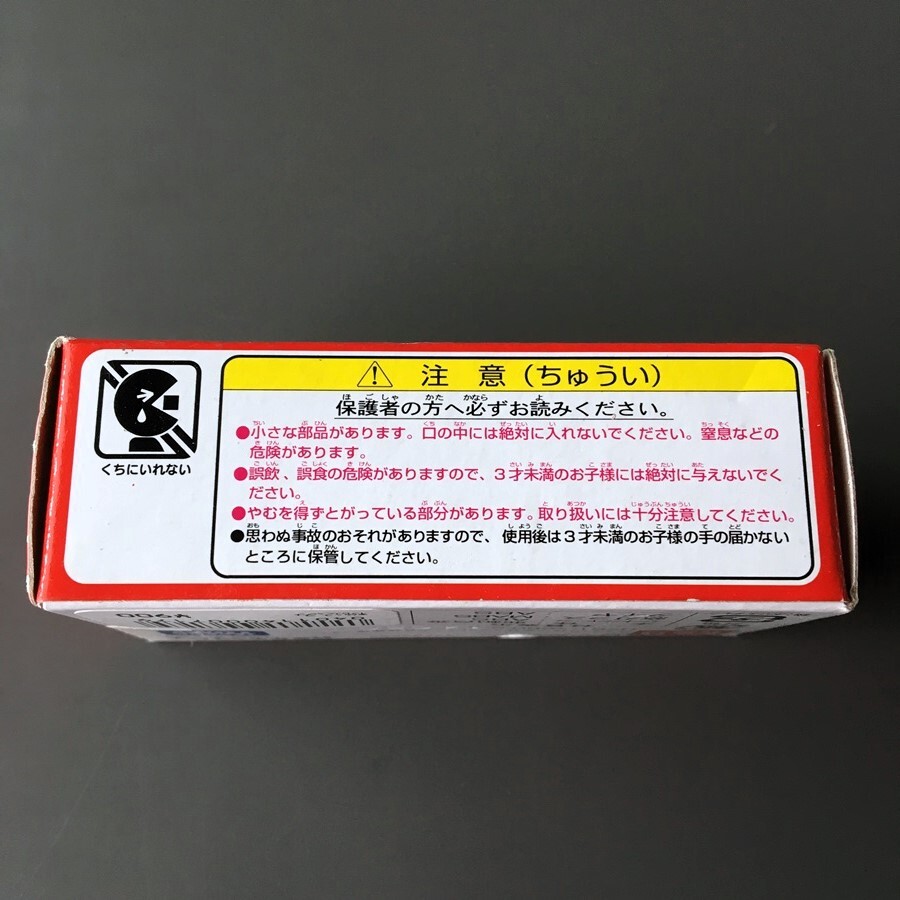 くちにいれない
注 意（ちゅうい）
保護者の方へ必ずお読みください。
●小さな部品があります。口の中には絶対に入れないでください。窒息などの
危険があります。
●誤飲、誤食の危険がありますので、３才未満のお子様には絶対に与えないでく
ださい。
●やむを得ずとがっている部分があります。取り扱いには十分注意してください。
●思わぬ事故のおそれがありますので、使用後は３才未満のお子様の手の届かない
ところに保管してください。